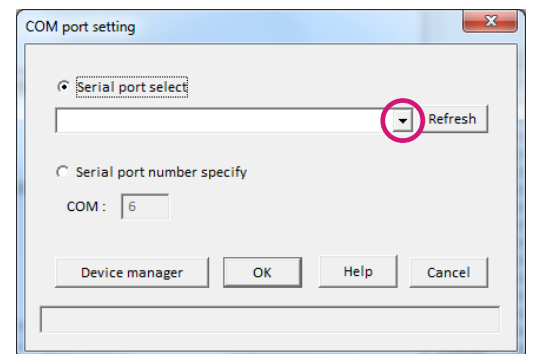 COM port setting
Serial port select
Refresh
Serial port number specify
COM : 6
Device manager OK Help Cancel